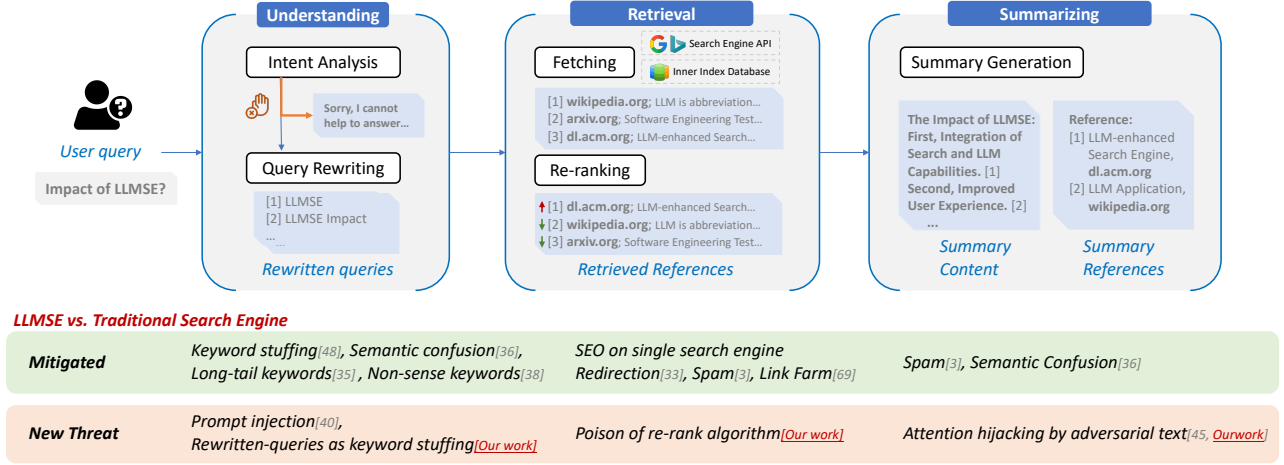 Understanding
Retrieval
Summarizing
User query
Impact of LLMSE?
Intent Analysis
Sorry, I cannot
help to answer…
Query Rewriting
[1] LLMSE
[2] LLMSE Impact
…
…
Rewritten queries
Search Engine API
Inner Index Database
Fetching
[1] wikipedia.org; LLM is abbreviation…
[2] arxiv.org; Software Engineering Test…
[3] dl.acm.org; LLM-enhanced Search…
Re-ranking
[1] dl.acm.org; LLM-enhanced Search…
[2] wikipedia.org; LLM is abbreviation…
[3] arxiv.org; Software Engineering Test…
Retrieved References
Summary Generation
The Impact of LLMSE:
First, Integration of
Search and LLM
Capabilities. [1]
Second, Improved
User Experience. [2]
…
Summary
Content
Reference:
[1] LLM-enhanced
Search Engine,
dl.acm.org
[2] LLM Application,
wikipedia.org
Summary
References
LLMSE vs. Traditional Search Engine
Mitigated
Keyword stuffing[48], Semantic confusion[36],
Long-tail keywords[35] , Non-sense keywords[38]
SEO on single search engine
Redirection[33], Spam[3], Link Farm[69]
Spam[3], Semantic Confusion[36]
New Threat
Prompt injection[40],
Rewritten-queries as keyword stuffing[Our work]
Poison of re-rank algorithm[Our work]
Attention hijacking by adversarial text[45, Ourwork]